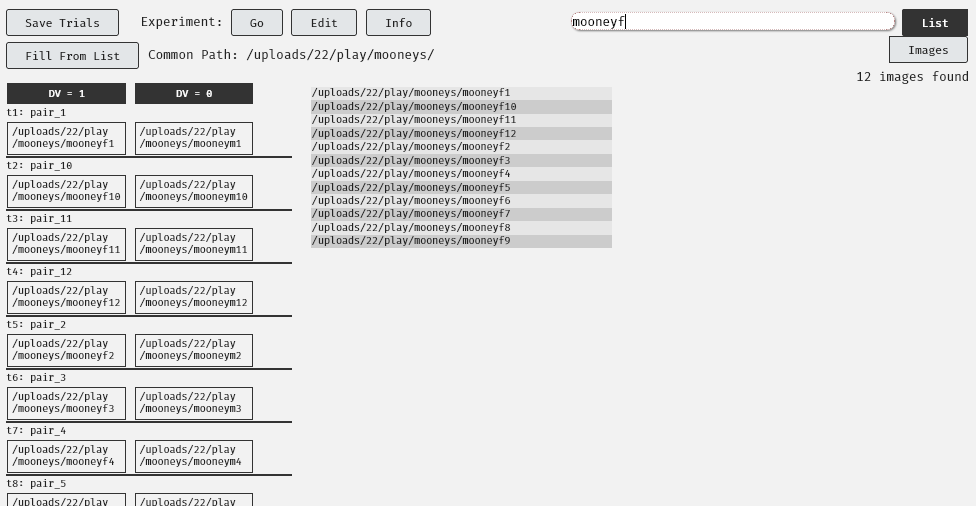 Save Trials Experiment: Go Edit Info mooneyf List
Fill From List Common Path: /uploads/22/play/mooneys/ Images
12 images found
DV = 1 DV = 0
t1: pair_1
/uploads/22/play /uploads/22/play
/mooneys/mooneyf1 /mooneys/mooneym1
t2: pair_10
/uploads/22/play /uploads/22/play
/mooneys/mooneyf10 /mooneys/mooneym10
t3: pair_11
/uploads/22/play /uploads/22/play
/mooneys/mooneyf11 /mooneys/mooneym11
t4: pair_12
/uploads/22/play /uploads/22/play
/mooneys/mooneyf12 /mooneys/mooneym12
t5: pair_2
/uploads/22/play /uploads/22/play
/mooneys/mooneyf2 /mooneys/mooneym2
t6: pair_3
/uploads/22/play /uploads/22/play
/mooneys/mooneyf3 /mooneys/mooneym3
t7: pair_4
/uploads/22/play /uploads/22/play
/mooneys/mooneyf4 /mooneys/mooneym4
t8: pair_5
/uploads/22/play /uploads/22/play
/uploads/22/play/mooneys/mooneyf1
/uploads/22/play/mooneys/mooneyf10
/uploads/22/play/mooneys/mooneyf11
/uploads/22/play/mooneys/mooneyf12
/uploads/22/play/mooneys/mooneyf2
/uploads/22/play/mooneys/mooneyf3
/uploads/22/play/mooneys/mooneyf4
/uploads/22/play/mooneys/mooneyf5
/uploads/22/play/mooneys/mooneyf6
/uploads/22/play/mooneys/mooneyf7
/uploads/22/play/mooneys/mooneyf8
/uploads/22/play/mooneys/mooneyf9